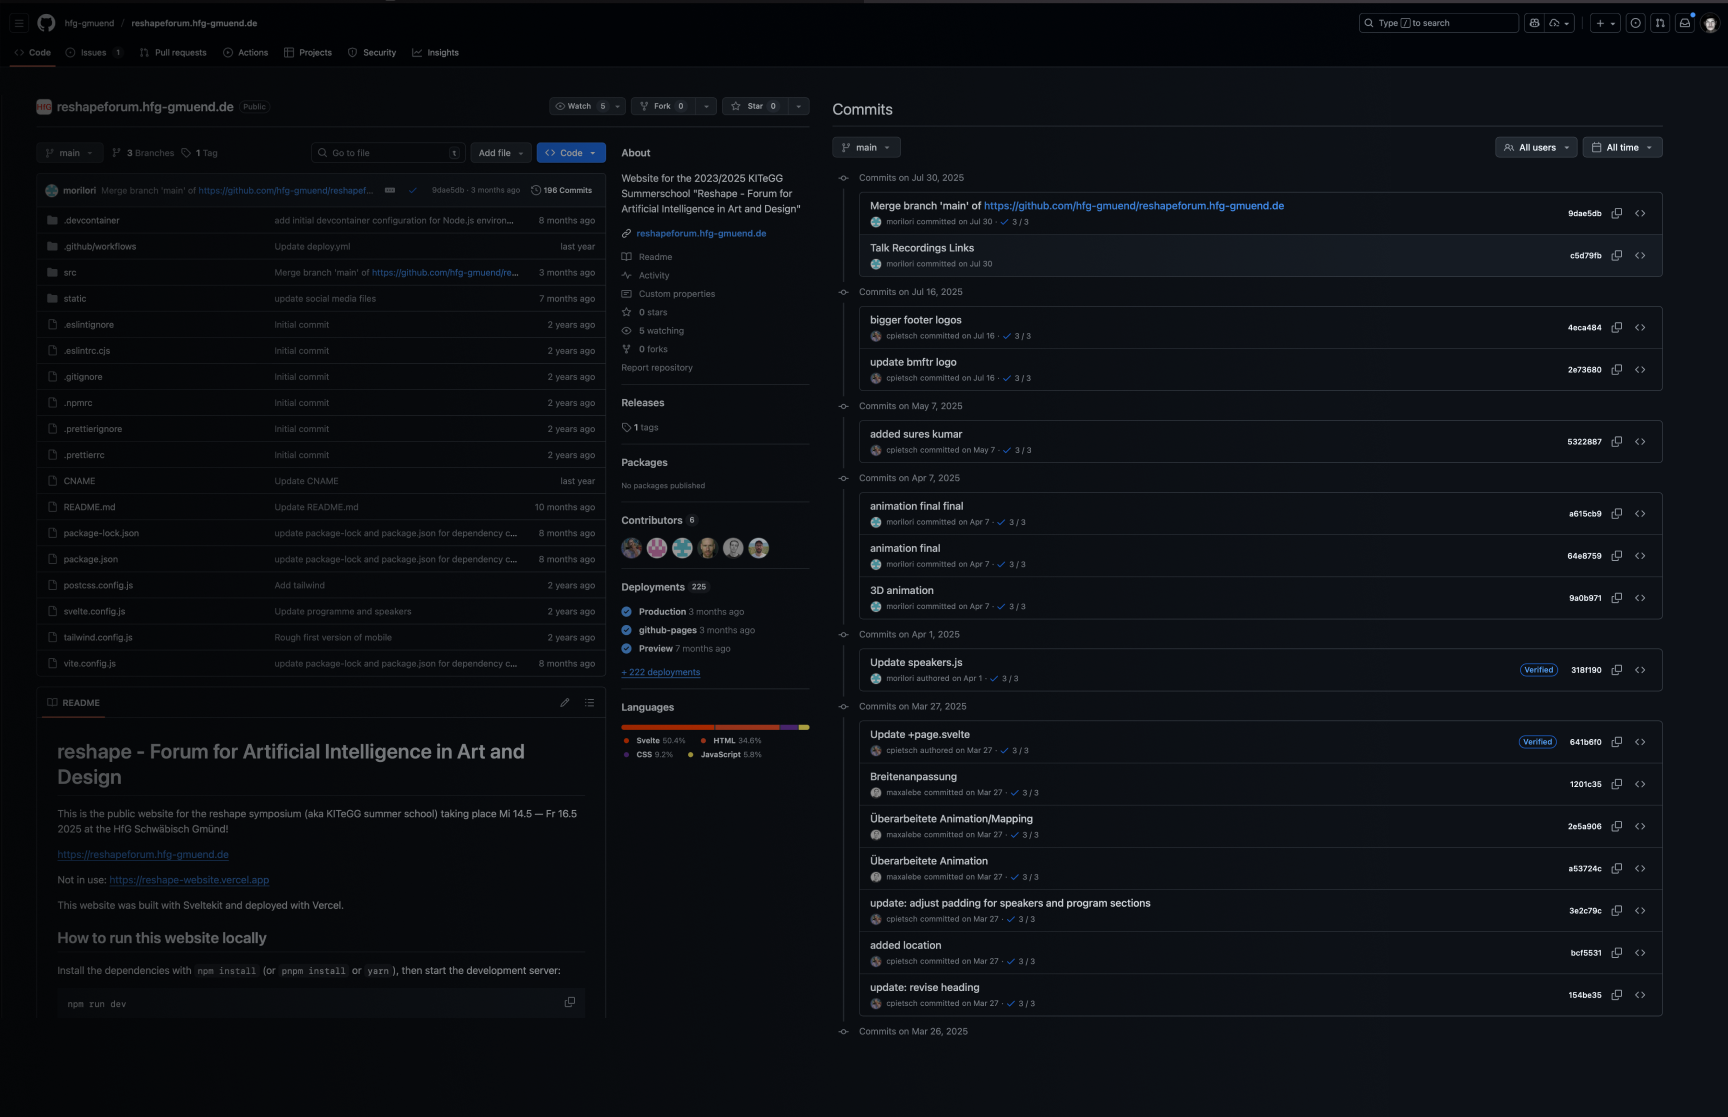 hfg-gmuend / reshapeforum.hfg-gmuend.de
Type / to search
Code
Issues 1
Pull requests
Actions
Projects
Security
Insights
HfG reshapeforum.hfg-gmuend.de Public
Watch 5
Fork 0
Star 0
main
3 Branches
1 Tag
Go to file t
Add file
Code
morilori Merge branch 'main' of https://github.com/hfg-gmuend/reshapef... 9dae5db · 3 months ago 196 Commits
.devcontainer add initial devcontainer configuration for Node.js environ... 8 months ago
.github/workflows Update deploy.yml last year
src Merge branch 'main' of https://github.com/hfg-gmuend/re... 3 months ago
static update social media files 7 months ago
.eslintignore Initial commit 2 years ago
.eslintrc.cjs Initial commit 2 years ago
.gitignore Initial commit 2 years ago
.npmrc Initial commit 2 years ago
.prettierignore Initial commit 2 years ago
.prettierrc Initial commit 2 years ago
CNAME Update CNAME last year
README.md Update README.md 10 months ago
package-lock.json update package-lock and package.json for dependency c... 8 months ago
package.json update package-lock and package.json for dependency c... 8 months ago
postcss.config.js Add tailwind 2 years ago
svelte.config.js Update programme and speakers 2 years ago
tailwind.config.js Rough first version of mobile 2 years ago
vite.config.js update package-lock and package.json for dependency c... 8 months ago
README
reshape - Forum for Artificial Intelligence in Art and
Design
This is the public website for the reshape symposium (aka KITeGG summer school) taking place Mi 14.5 — Fr 16.5
2025 at the HfG Schwäbisch Gmünd!
https://reshapeforum.hfg-gmuend.de
Not in use: https://reshape-website.vercel.app
This website was built with Sveltekit and deployed with Vercel.
How to run this website locally
Install the dependencies with npm install (or pnpm install or yarn), then start the development server:
npm run dev
About
Website for the 2023/2025 KITeGG
Summerschool "Reshape - Forum for
Artificial Intelligence in Art and Design"
reshapeforum.hfg-gmuend.de
Readme
Activity
Custom properties
0 stars
5 watching
0 forks
Report repository
Releases
1 tags
Packages
No packages published
Contributors 6
Deployments 225
Production 3 months ago
github-pages 3 months ago
Preview 7 months ago
+ 222 deployments
Languages
Svelte 50.4% HTML 34.6%
CSS 9.2% JavaScript 5.8%
Commits
main
All users
All time
Commits on Jul 30, 2025
Merge branch 'main' of https://github.com/hfg-gmuend/reshapeforum.hfg-gmuend.de
morilori committed on Jul 30 · 3 / 3
9dae5db
Talk Recordings Links
morilori committed on Jul 30
c5d79fb
Commits on Jul 16, 2025
bigger footer logos
cpietsch committed on Jul 16 · 3 / 3
4eca484
update bmftr logo
cpietsch committed on Jul 16 · 3 / 3
2e73680
Commits on May 7, 2025
added sures kumar
cpietsch committed on May 7 · 3 / 3
5322887
Commits on Apr 7, 2025
animation final final
morilori committed on Apr 7 · 3 / 3
a615cb9
animation final
morilori committed on Apr 7 · 3 / 3
64e8759
3D animation
morilori committed on Apr 7 · 3 / 3
9a0b971
Commits on Apr 1, 2025
Update speakers.js
morilori authored on Apr 1 · 3 / 3
Verified 318f190
Commits on Mar 27, 2025
Update +page.svelte
cpietsch authored on Mar 27 · 3 / 3
Verified 641b6f0
Breitenanpassung
maxalebe committed on Mar 27 · 3 / 3
1201c35
Überarbeitete Animation/Mapping
maxalebe committed on Mar 27 · 3 / 3
2e5a906
Überarbeitete Animation
maxalebe committed on Mar 27 · 3 / 3
a53724c
update: adjust padding for speakers and program sections
cpietsch committed on Mar 27 · 3 / 3
3e2c79c
added location
cpietsch committed on Mar 27 · 3 / 3
bcf5531
update: revise heading
cpietsch committed on Mar 27 · 3 / 3
154be35
Commits on Mar 26, 2025